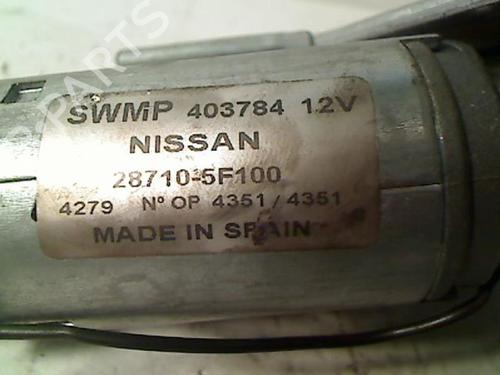 SWMP 403784 12V
NISSAN
28710-5F100
4279 Nº OP 4351/4351
MADE IN SPAIN